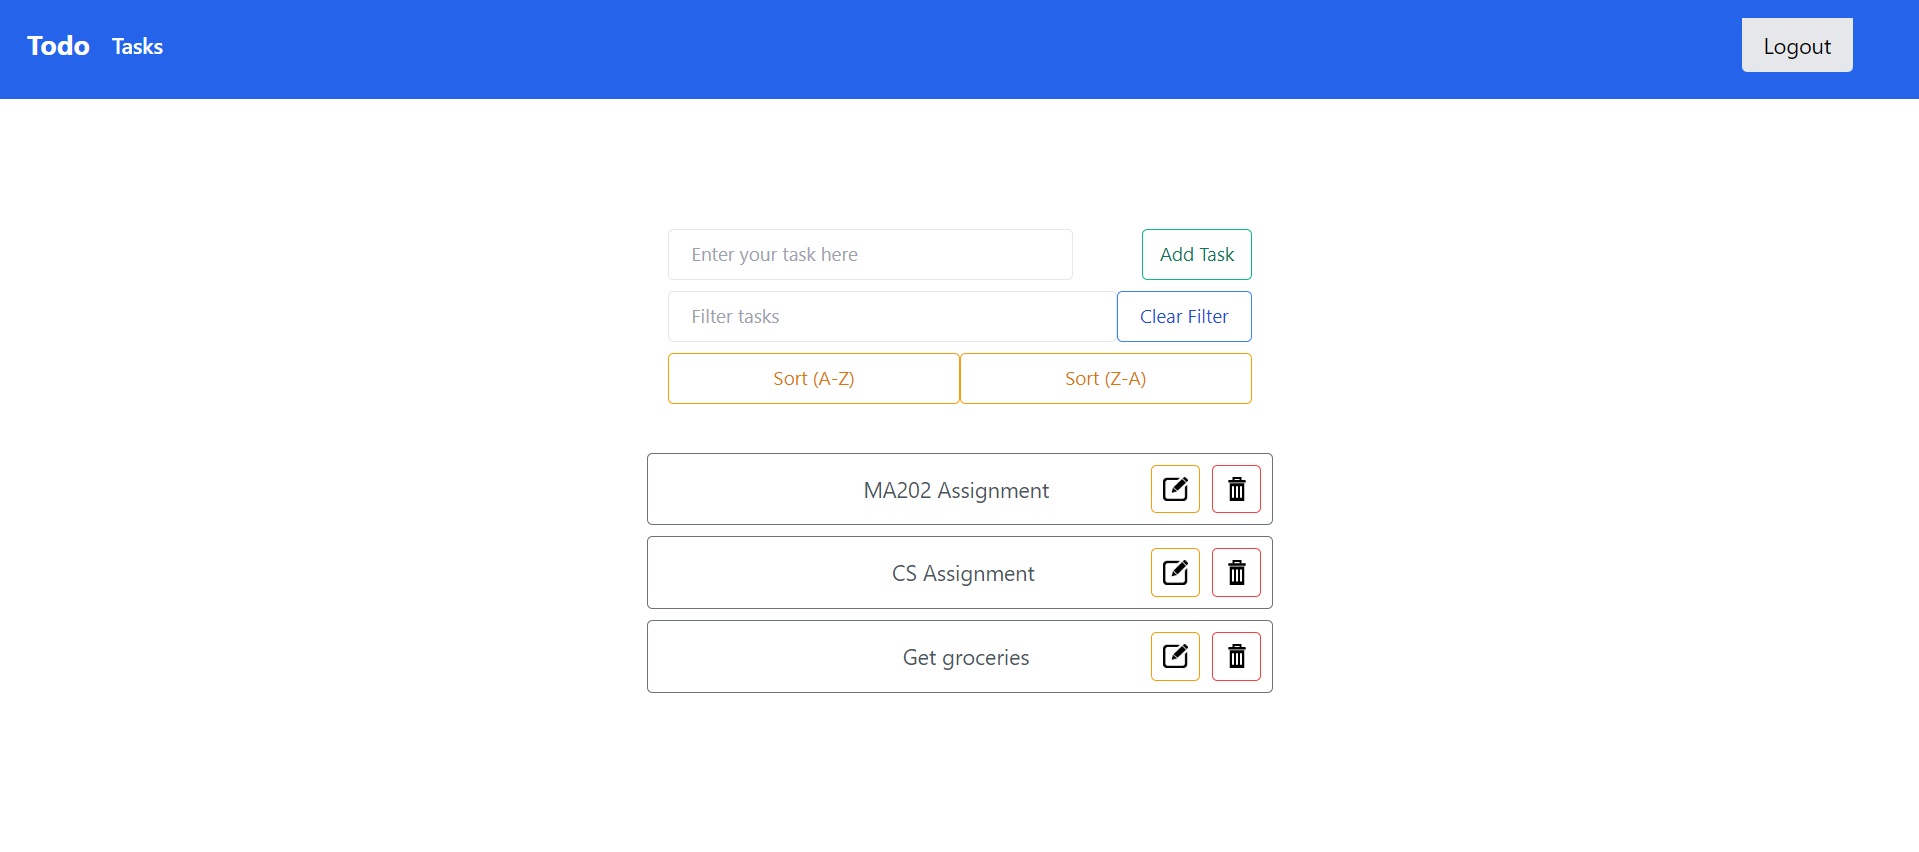 Todo Tasks Logout
Enter your task here Add Task
Filter tasks Clear Filter
Sort (A-Z) Sort (Z-A)
MA202 Assignment
CS Assignment
Get groceries